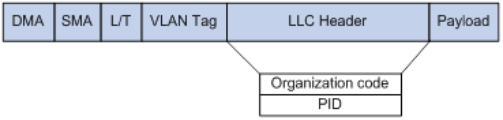 DMA SMA L/T VLAN Tag LLC Header Payload
Organization code
PID